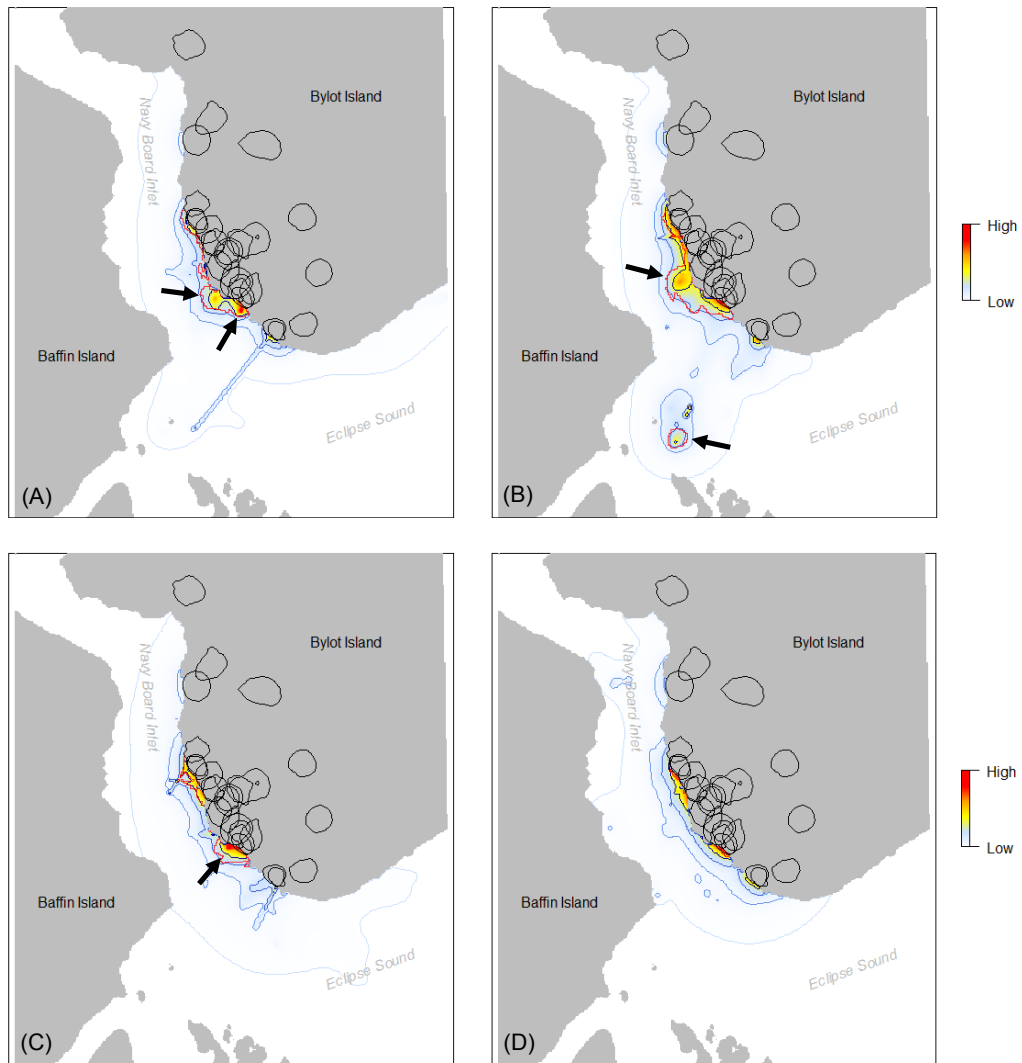 Bylot Island
Navy Board Inlet
Baffin Island
Eclipse Sound
(A)
Bylot Island
Navy Board Inlet
Baffin Island
Eclipse Sound
(B)
High
Low
Bylot Island
Navy Board Inlet
Baffin Island
Eclipse Sound
(C)
Bylot Island
Navy Board Inlet
Baffin Island
Eclipse Sound
(D)
High
Low